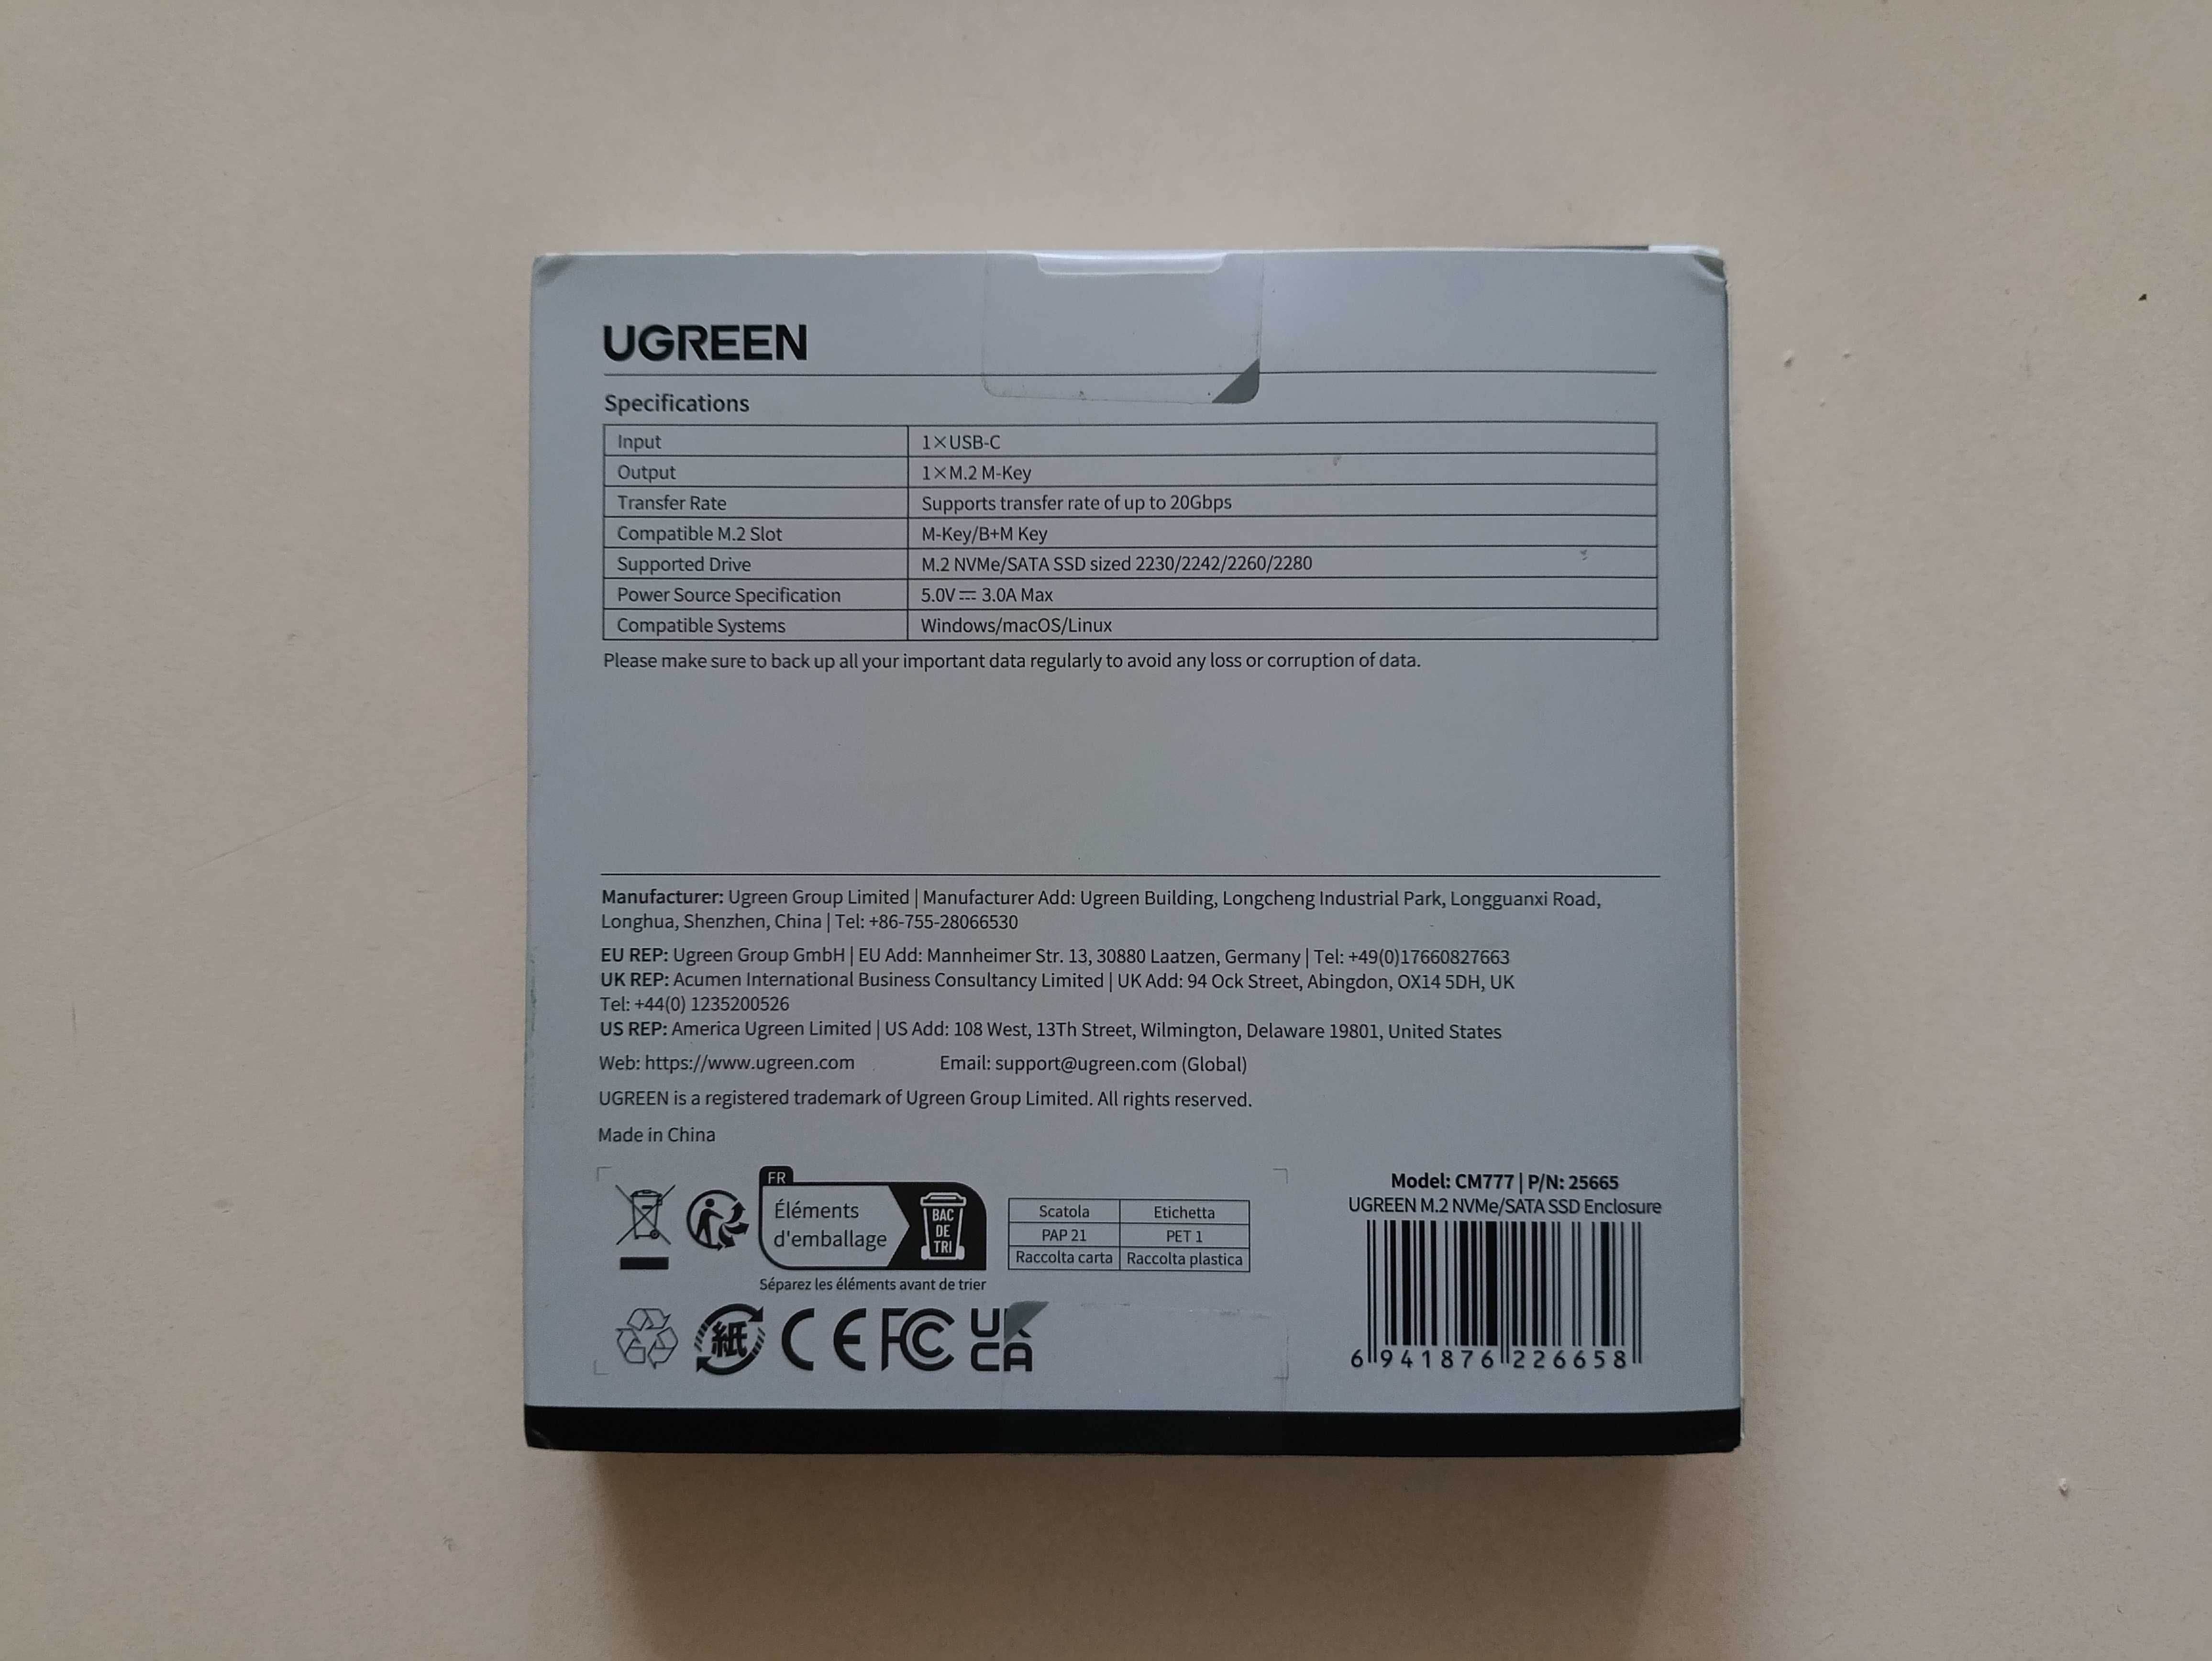 UGREEN
Specifications
Input 1×USB-C
Output 1×M.2 M-Key
Transfer Rate Supports transfer rate of up to 20Gbps
Compatible M.2 Slot M-Key/B+M Key
Supported Drive M.2 NVMe/SATA SSD sized 2230/2242/2260/2280
Power Source Specification 5.0V⎓ 3.0A Max
Compatible Systems Windows/macOS/Linux
Please make sure to back up all your important data regularly to avoid any loss or corruption of data.
Manufacturer: Ugreen Group Limited | Manufacturer Add: Ugreen Building, Longcheng Industrial Park, Longguanxi Road,
Longhua, Shenzhen, China | Tel: +86-755-28066530
EU REP: Ugreen Group GmbH | EU Add: Mannheimer Str. 13, 30880 Laatzen, Germany | Tel: +49(0)17660827663
UK REP: Acumen International Business Consultancy Limited | UK Add: 94 Ock Street, Abingdon, OX14 5DH, UK
Tel: +44(0) 1235200526
US REP: America Ugreen Limited | US Add: 108 West, 13Th Street, Wilmington, Delaware 19801, United States
Web: https://www.ugreen.com Email: support@ugreen.com (Global)
UGREEN is a registered trademark of Ugreen Group Limited. All rights reserved.
Made in China
FR
Éléments
d'emballage
BAC
DE
TRI
Séparez les éléments avant de trier
Scatola Etichetta
PAP 21 PET 1
Raccolta carta Raccolta plastica
紙 CE FC UK
CA
Model: CM777 | P/N: 25665
UGREEN M.2 NVMe/SATA SSD Enclosure
6 941876 226658